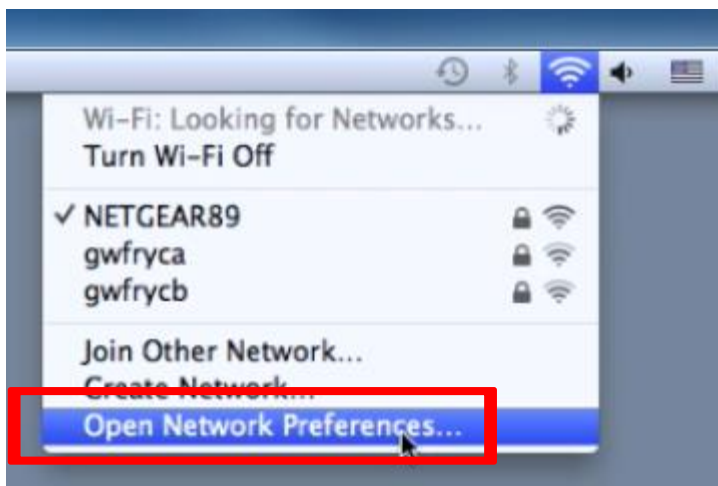 Wi-Fi: Looking for Networks...
Turn Wi-Fi Off
NETGEAR89
gwfryca
gwfrycb
Join Other Network...
Create Network...
Open Network Preferences...